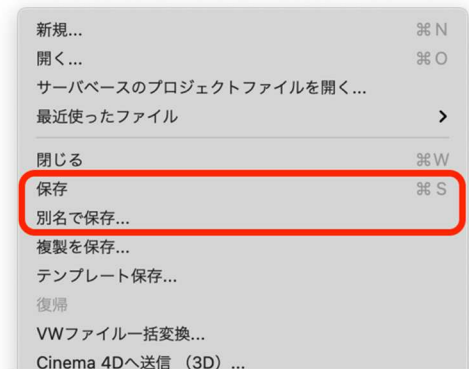 新規... ⌘ N
開く... ⌘ O
サーバベースのプロジェクトファイルを開く...
最近使ったファイル
閉じる ⌘ W
保存 ⌘ S
別名で保存...
複製を保存...
テンプレート保存...
復帰
VWファイル一括変換...
Cinema 4Dへ送信 （3D）...